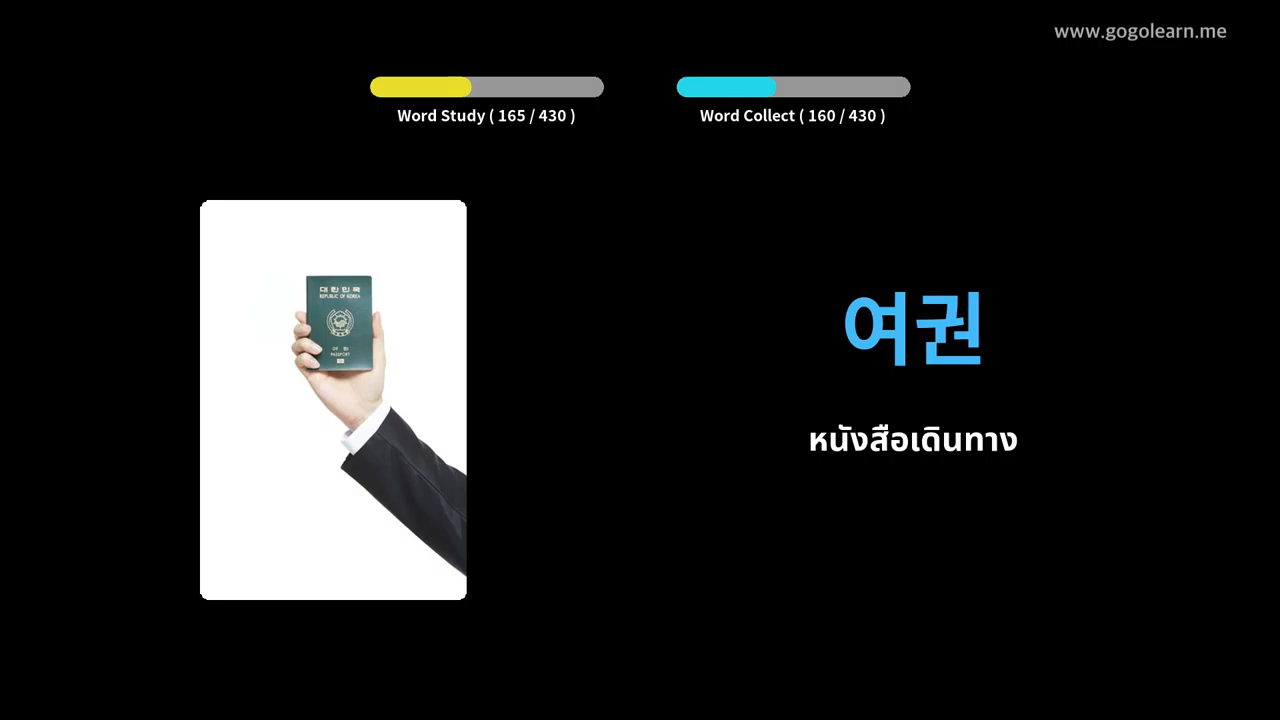 www.gogolearn.me
Word Study ( 165 / 430 )
Word Collect ( 160 / 430 )
대한민국
REPUBLIC OF KOREA
여권
PASSPORT
여권
หนังสือเดินทาง